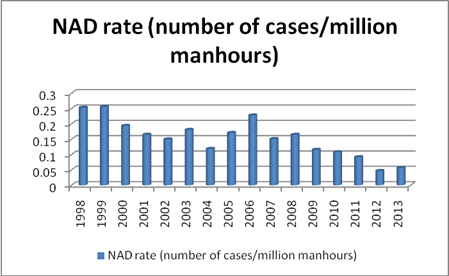 NAD rate (number of cases/million
manhours)
0.3
0.25
0.2
0.15
0.1
0.05
0
1998 1999 2000 2001 2002 2003 2004 2005 2006 2007 2008 2009 2010 2011 2012 2013
NAD rate (number of cases/million manhours)